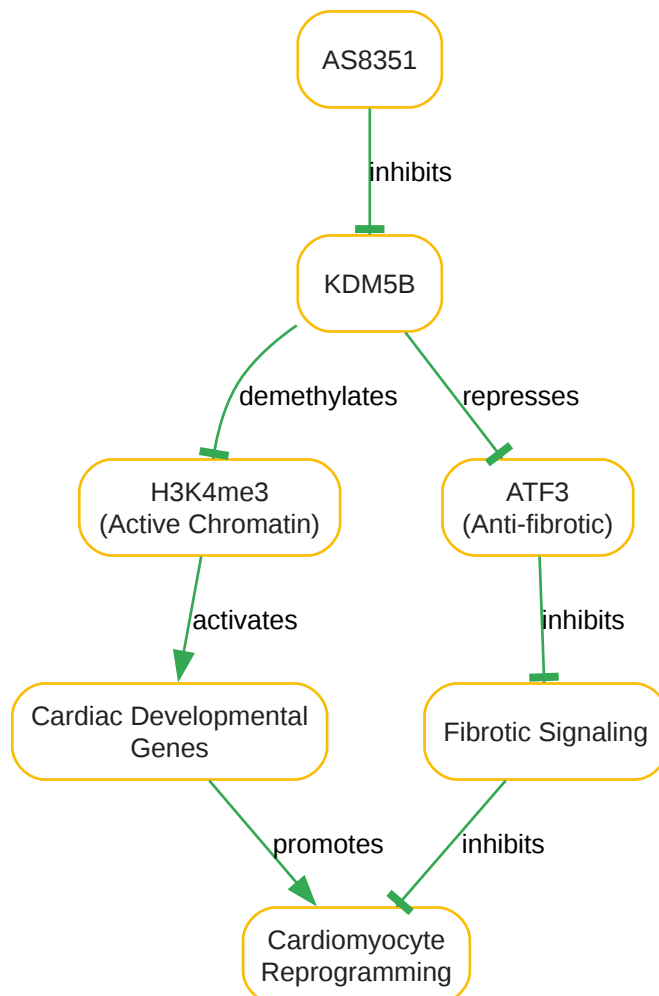 AS8351
inhibits
KDM5B
demethylates
represses
H3K4me3
(Active Chromatin)
ATF3
(Anti-fibrotic)
activates
inhibits
Cardiac Developmental
Genes
Fibrotic Signaling
promotes
inhibits
Cardiomyocyte
Reprogramming